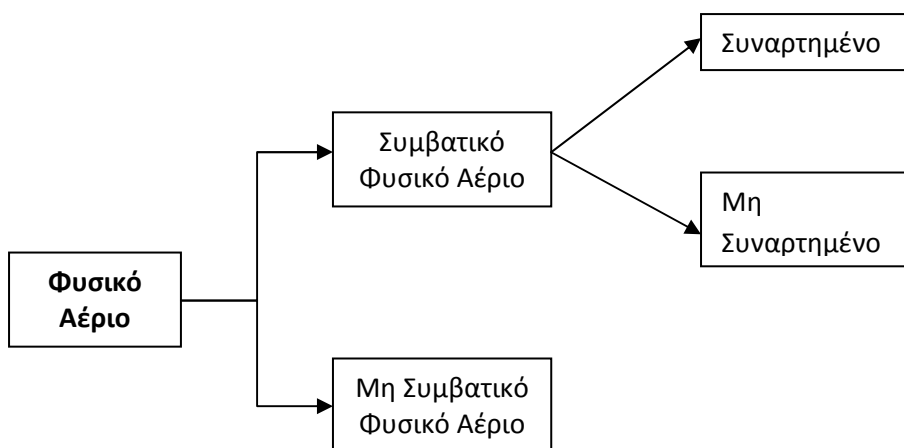 Συναρτημένο
Συμβατικό
Φυσικό Αέριο
Μη
Συναρτημένο
Φυσικό
Αέριο
Μη Συμβατικό
Φυσικό Αέριο